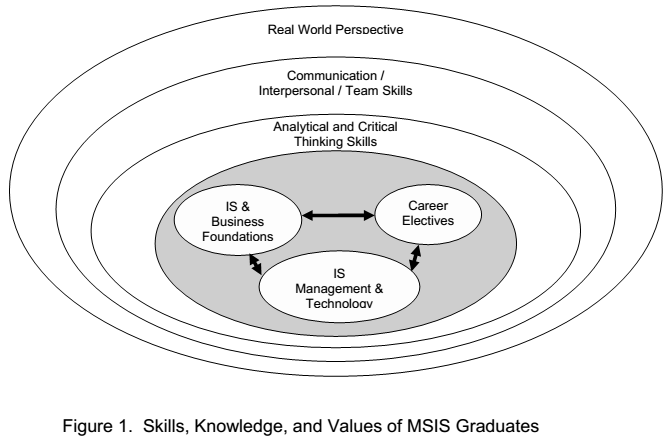 Real World Perspective
Communication /
Interpersonal / Team Skills
Analytical and Critical
Thinking Skills
IS &
Business
Foundations
Career
Electives
IS
Management &
Technology
Figure 1.  Skills, Knowledge, and Values of MSIS Graduates